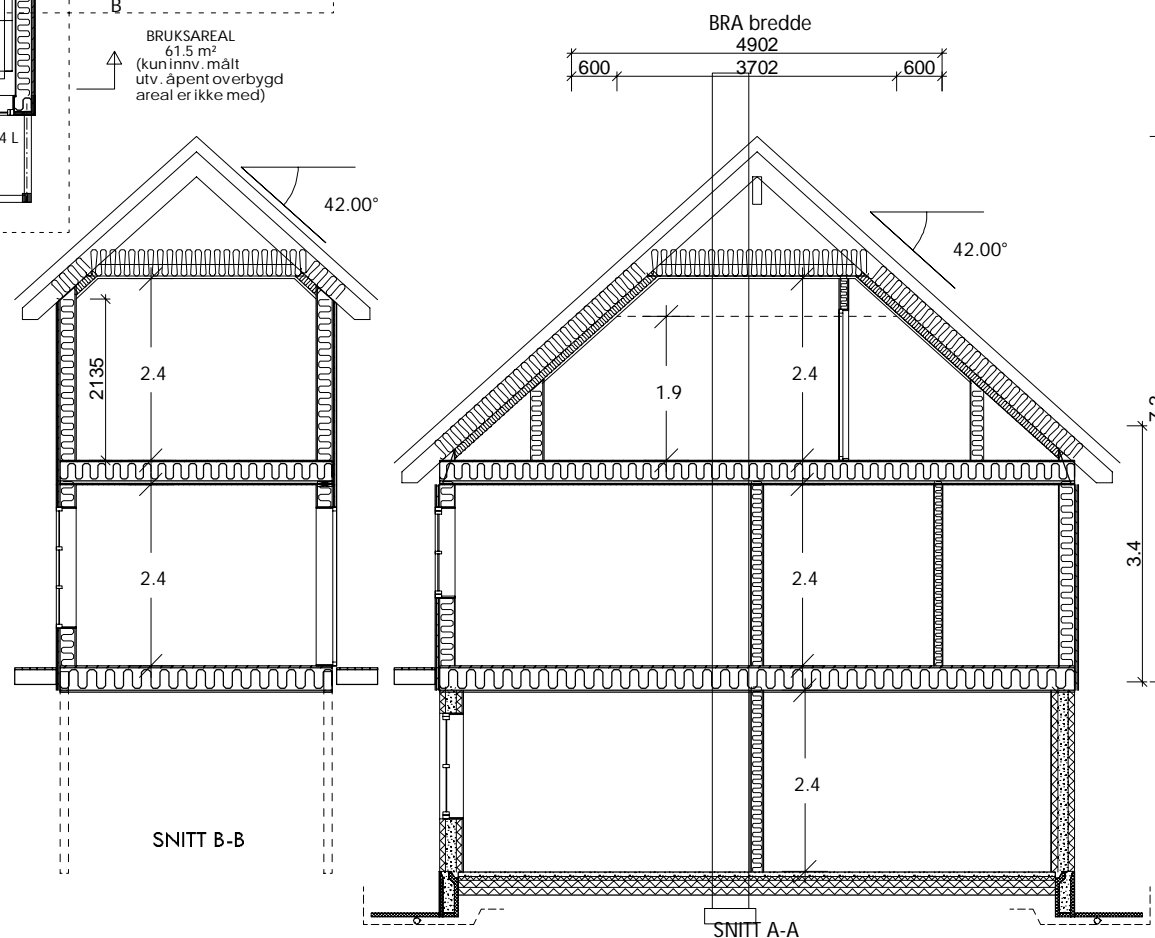 B
BRUKSAREAL
61.5 m²
(kun innv. målt
utv. åpent overbygd
areal er ikke med)
4 L
BRA bredde
4902
600 3702 600
42.00°
42.00°
2135
2.4
1.9
2.4
2.4
2.4
3.4
2.4
SNITT B-B
SNITT A-A